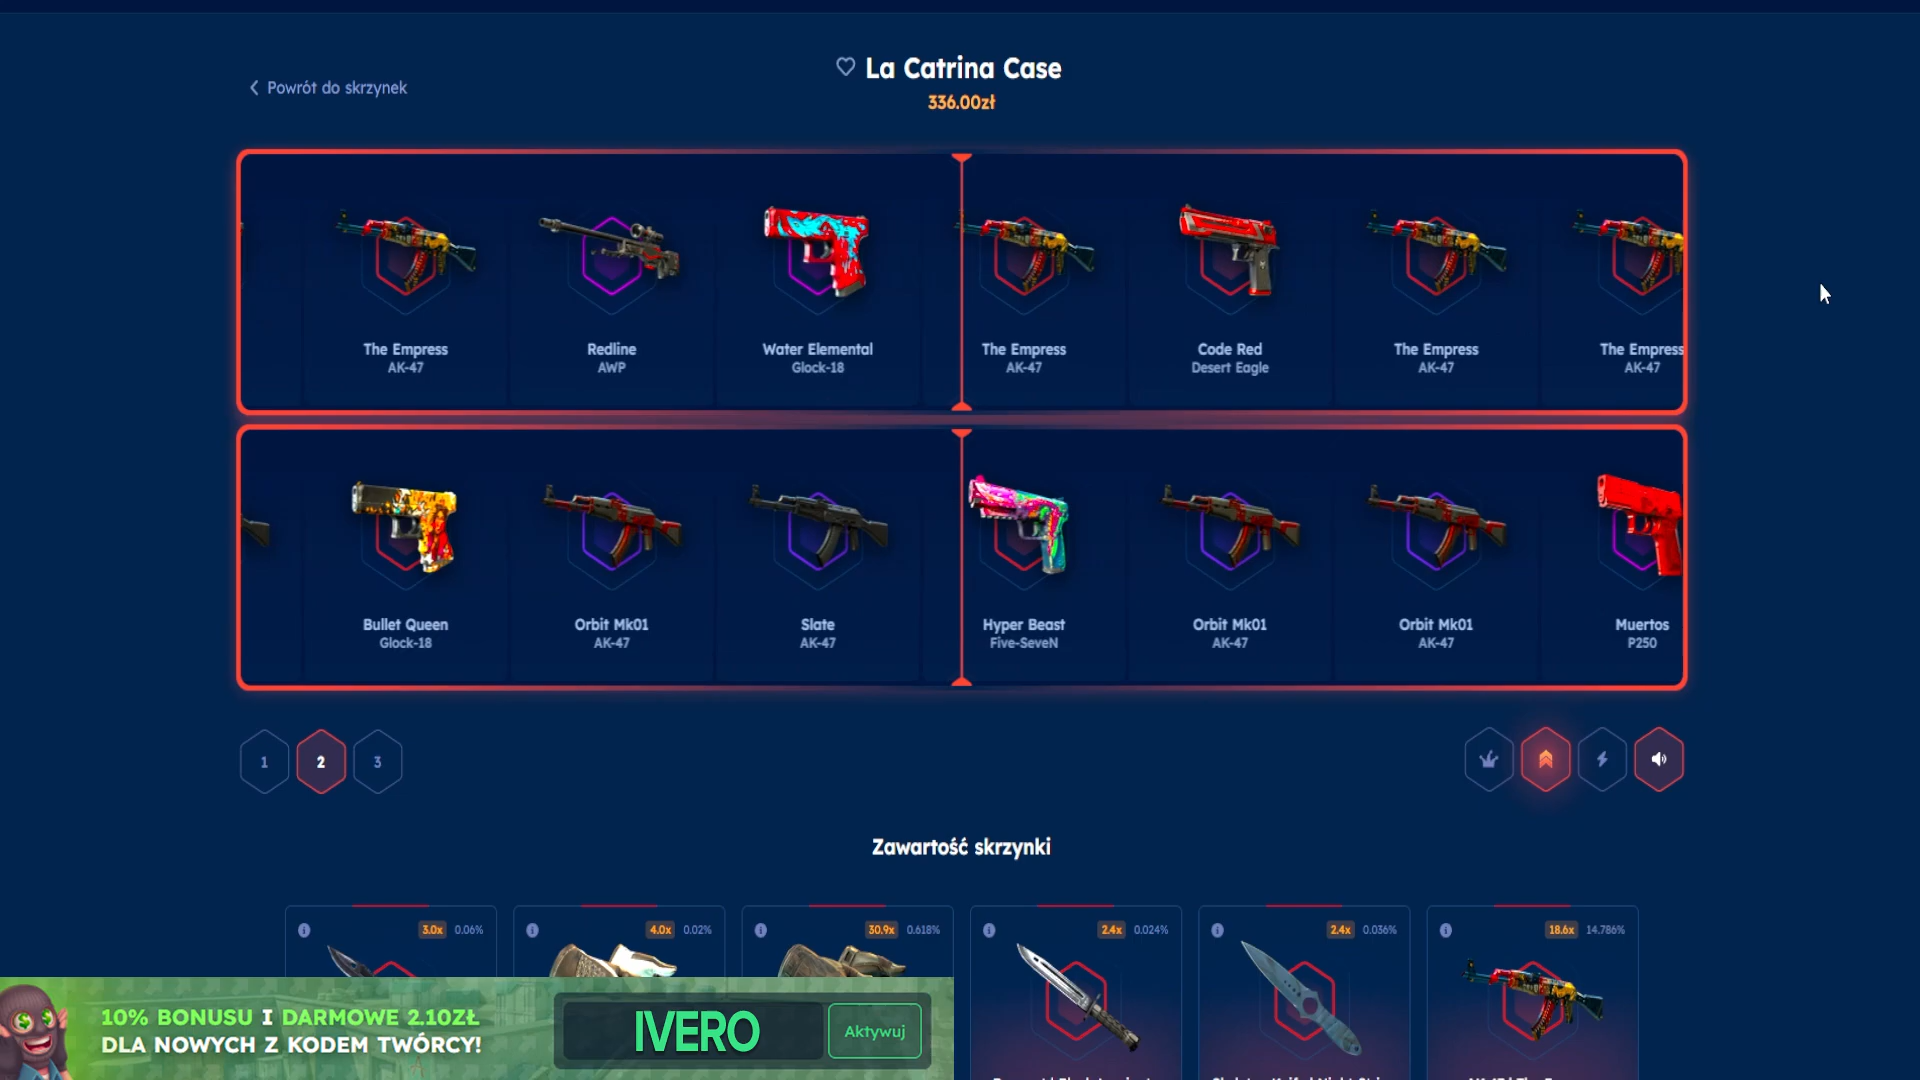 La Catrina Case
336.00zł
Powrót do skrzynek
The Empress
AK-47
Redline
AWP
Water Elemental
Glock-18
The Empress
AK-47
Code Red
Desert Eagle
The Empress
AK-47
The Empress
AK-47
Bullet Queen
Glock-18
Orbit Mk01
AK-47
Slate
AK-47
Hyper Beast
Five-SeveN
Orbit Mk01
AK-47
Orbit Mk01
AK-47
Muertos
P250
1
2
3
Zawartość skrzynki
3.0x 0.06%
4.0x 0.02%
30.9x 0.618%
2.4x 0.024%
2.4x 0.036%
18.6x 14.786%
10% BONUSU I DARMOWE 2.10ZŁ
DLA NOWYCH Z KODEM TWÓRCY!
IVERO
Aktywuj